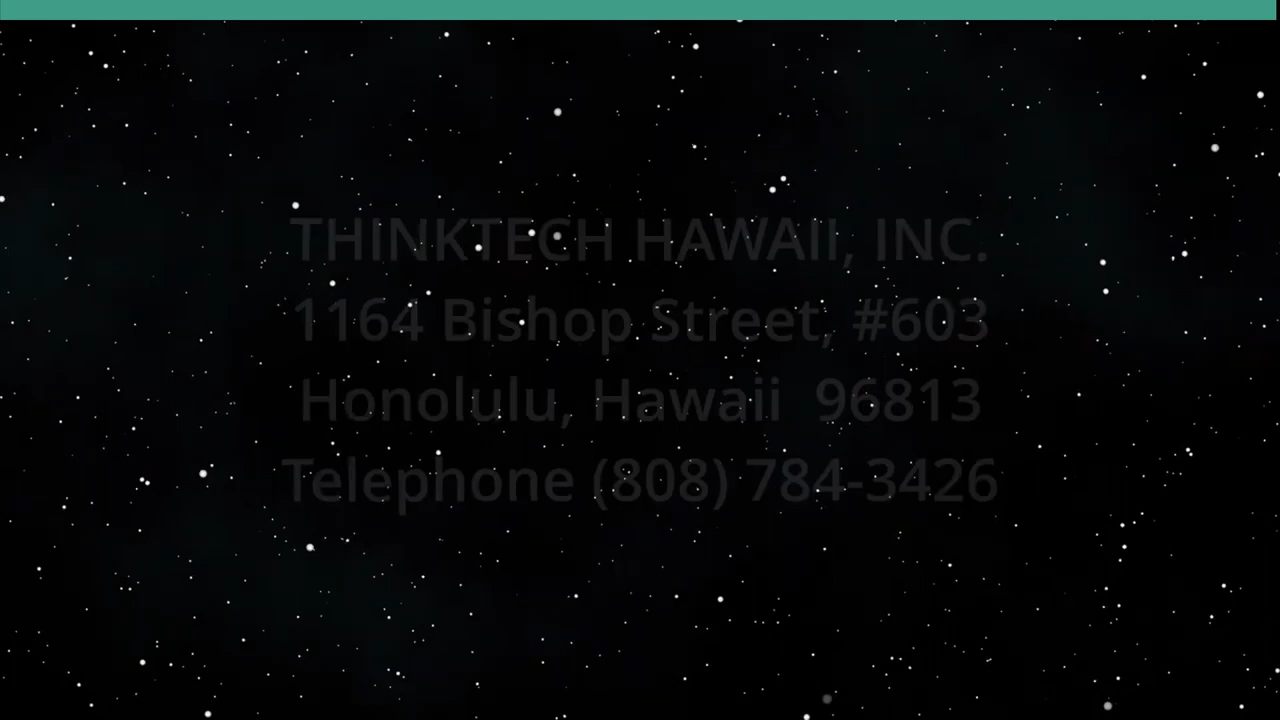 THINKTECH HAWAII, INC.
1164 Bishop Street, #603
Honolulu, Hawaii 96813
Telephone (808) 784-3426